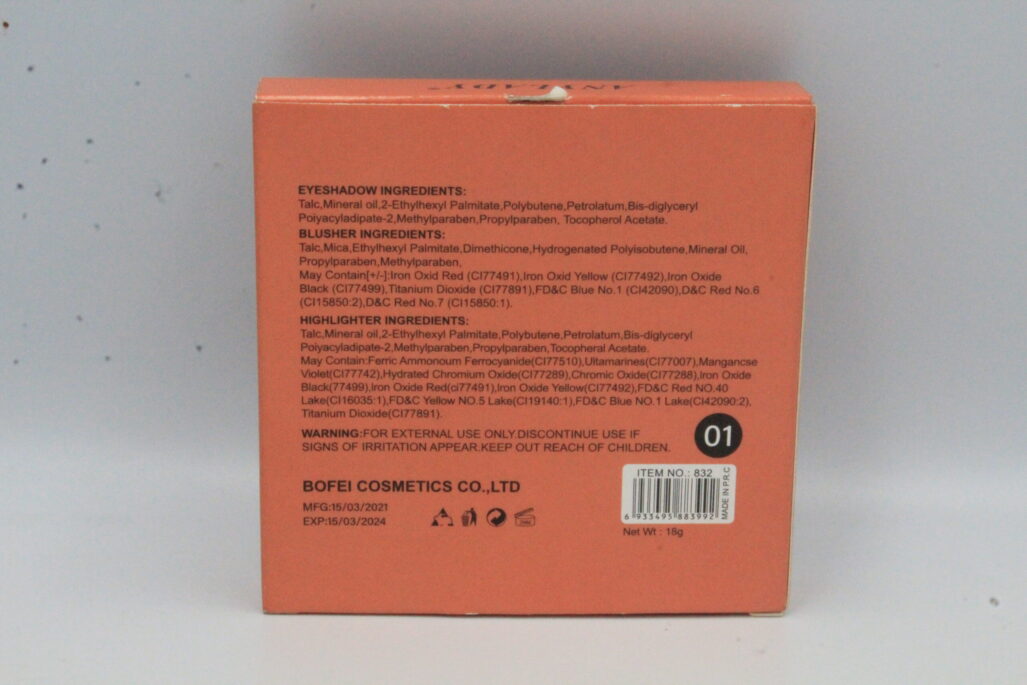 ANYLADY
EYESHADOW INGREDIENTS:
Talc,Mineral oil,2-Ethylhexyl Palmitate,Polybutene,Petrolatum,Bis-diglyceryl
Poiyacyladipate-2,Methylparaben,Propylparaben, Tocopherol Acetate.
BLUSHER INGREDIENTS:
Talc,Mica,Ethylhexyl Palmitate,Dimethicone,Hydrogenated Polyisobutene,Mineral Oil,
Propylparaben,Methylparaben,
May Contain[+/-]:Iron Oxid Red (CI77491),Iron Oxid Yellow (CI77492),Iron Oxide
Black (CI77499),Titanium Dioxide (CI77891),FD&C Blue No.1 (CI42090),D&C Red No.6
(CI15850:2),D&C Red No.7 (CI15850:1).
HIGHLIGHTER INGREDIENTS:
Talc,Mineral oil,2-Ethylhexyl Palmitate,Polybutene,Petrolatum,Bis-diglyceryl
Poiyacyladipate-2,Methylparaben,Propylparaben,Tocopheral Acetate.
May Contain:Ferric Ammonoum Ferrocyanide(CI77510),Ultamarines(CI77007),Mangancse
Violet(CI77742),Hydrated Chromium Oxide(CI77289),Chromic Oxide(CI77288),Iron Oxide
Black(77499),Iron Oxide Red(ci77491),Iron Oxide Yellow(CI77492),FD&C Red NO.40
Lake(CI16035:1),FD&C Yellow NO.5 Lake(CI19140:1),FD&C Blue NO.1 Lake(CI42090:2),
Titanium Dioxide(CI77891).
WARNING:FOR EXTERNAL USE ONLY.DISCONTINUE USE IF
SIGNS OF IRRITATION APPEAR.KEEP OUT REACH OF CHILDREN.
01
BOFEI COSMETICS CO.,LTD
MFG:15/03/2021
EXP:15/03/2024
ITEM NO.: 832
6 933495 883992
MADE IN P.R.C
Net Wt : 18g